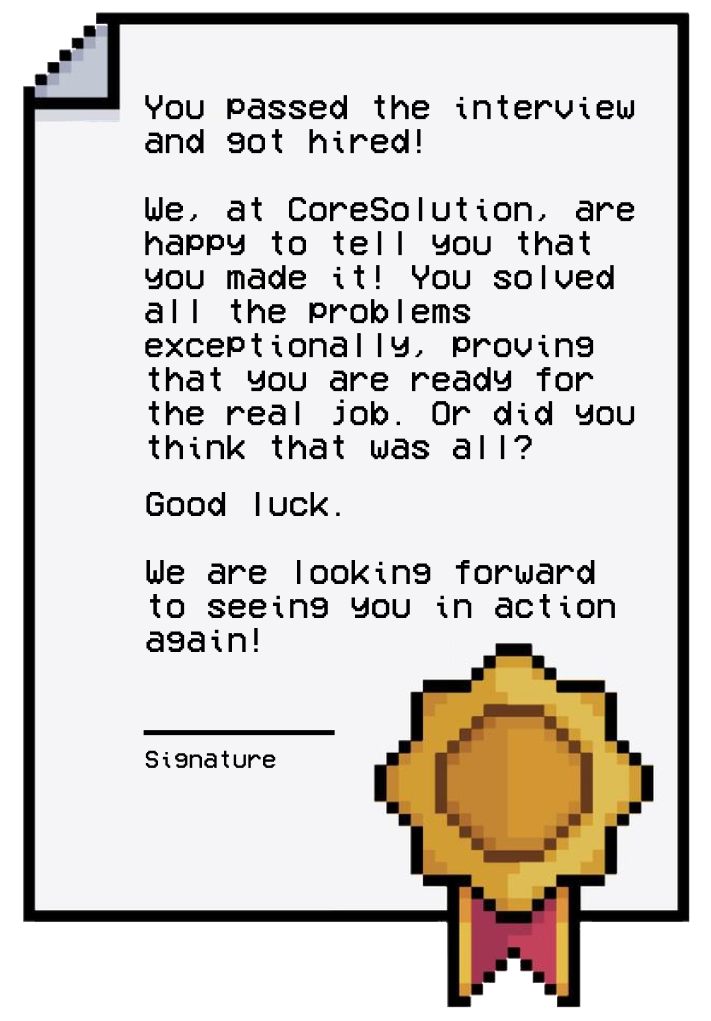 You passed the interview
and got hired!
We, at CoreSolution, are
happy to tell you that
you made it! You solved
all the problems
exceptionally, proving
that you are ready for
the real job. Or did you
think that was all?
Good luck.
We are looking forward
to seeing you in action
again!
Signature